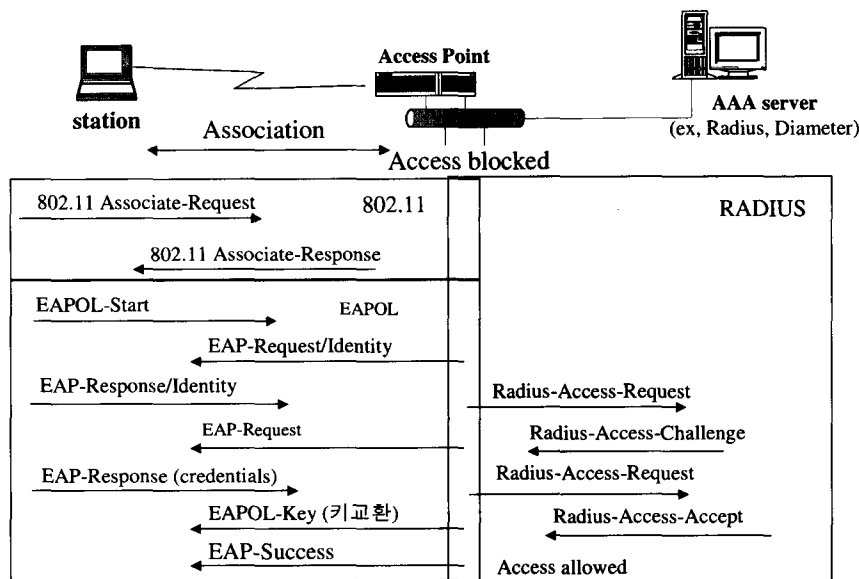 Access Point
station
AAA server
(ex, Radius, Diameter)
Association
Access blocked
802.11 Associate-Request
802.11
RADIUS
802.11 Associate-Response
EAPOL-Start
EAPOL
EAP-Request/Identity
EAP-Response/Identity
Radius-Access-Request
EAP-Request
Radius-Access-Challenge
EAP-Response (credentials)
Radius-Access-Request
EAPOL-Key (키교환)
Radius-Access-Accept
EAP-Success
Access allowed